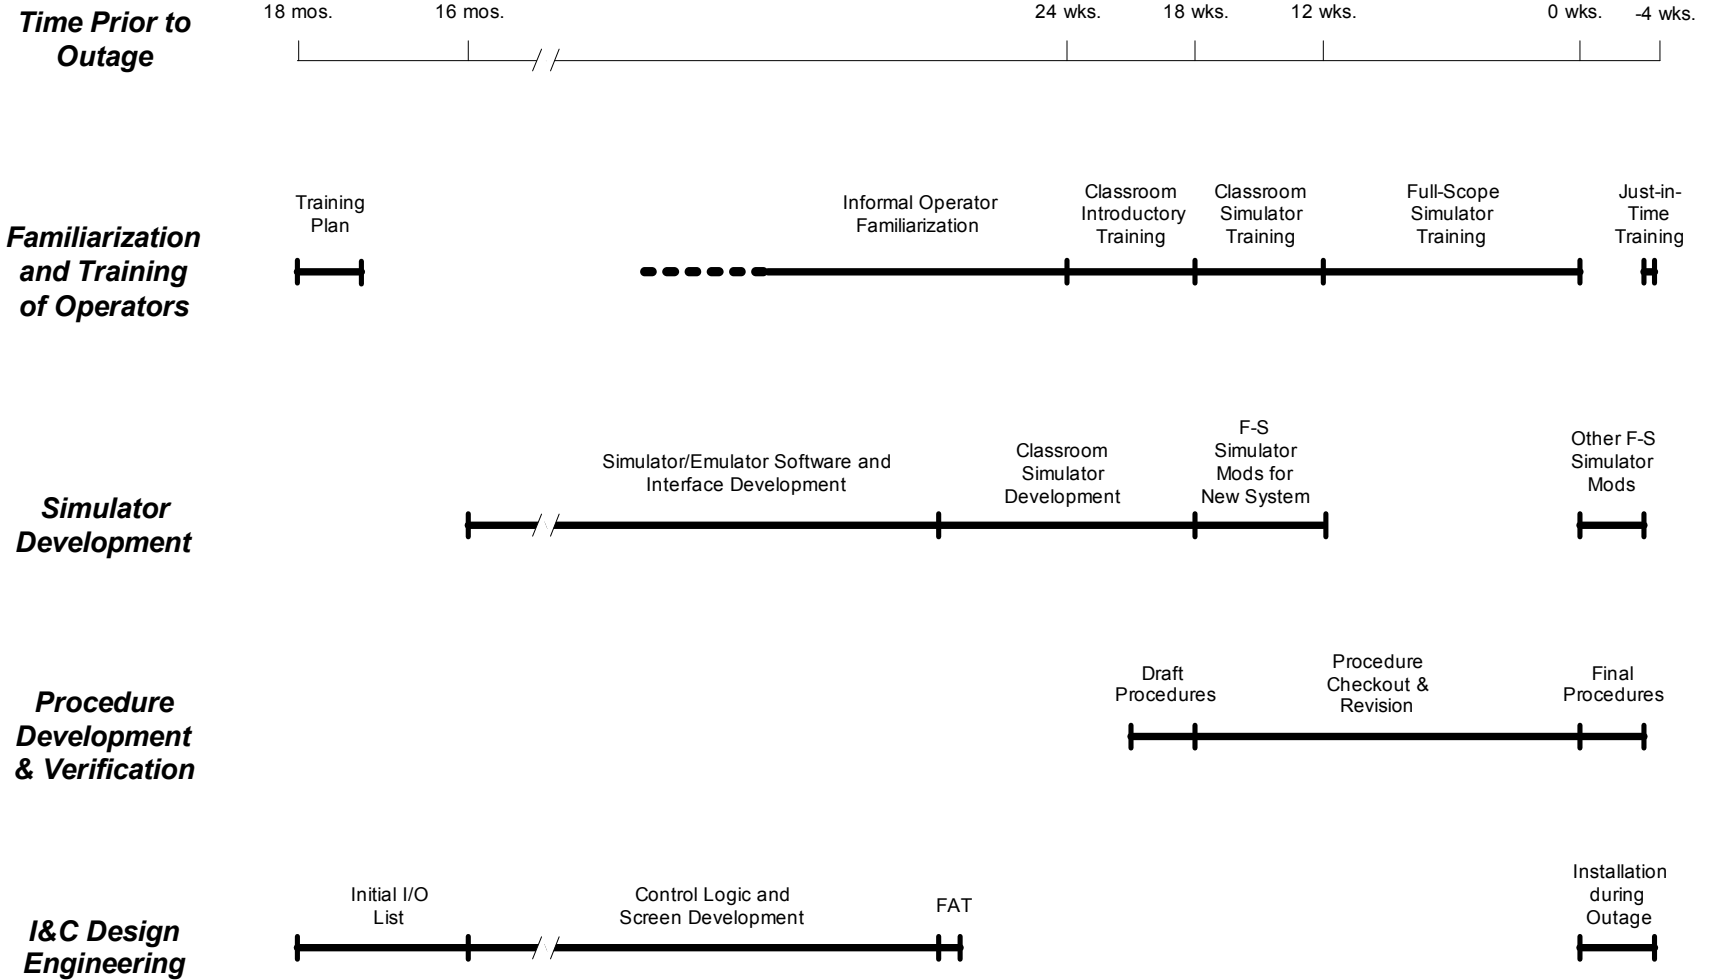 Time Prior to
Outage
18 mos.
16 mos.
24 wks.
18 wks.
12 wks.
0 wks.
-4 wks.
Familiarization
and Training
of Operators
Training
Plan
Informal Operator
Familiarization
Classroom
Introductory
Training
Classroom
Simulator
Training
Full-Scope
Simulator
Training
Just-in-
Time
Training
Simulator
Development
Simulator/Emulator Software and
Interface Development
Classroom
Simulator
Development
F-S
Simulator
Mods for
New System
Other F-S
Simulator
Mods
Procedure
Development
& Verification
Draft
Procedures
Procedure
Checkout &
Revision
Final
Procedures
I&C Design
Engineering
Initial I/O
List
Control Logic and
Screen Development
FAT
Installation
during
Outage